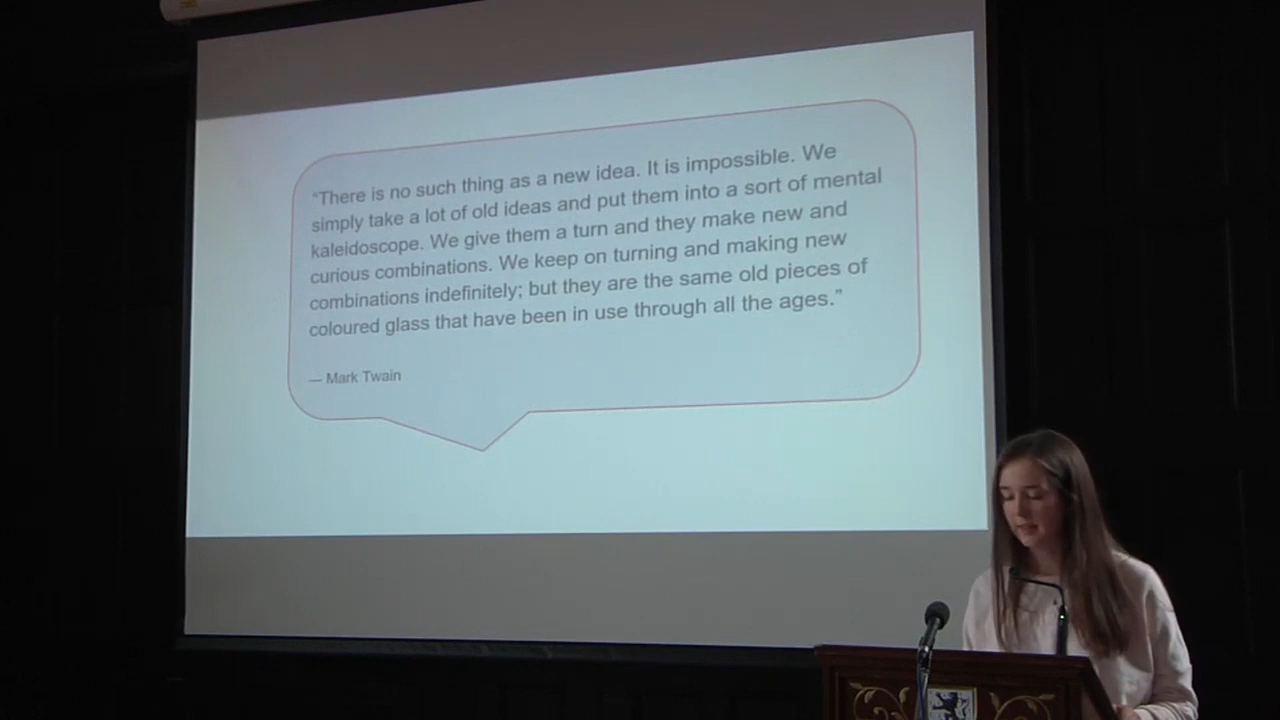 “There is no such thing as a new idea. It is impossible. We
simply take a lot of old ideas and put them into a sort of mental
kaleidoscope. We give them a turn and they make new and
curious combinations. We keep on turning and making new
combinations indefinitely; but they are the same old pieces of
coloured glass that have been in use through all the ages.”
— Mark Twain